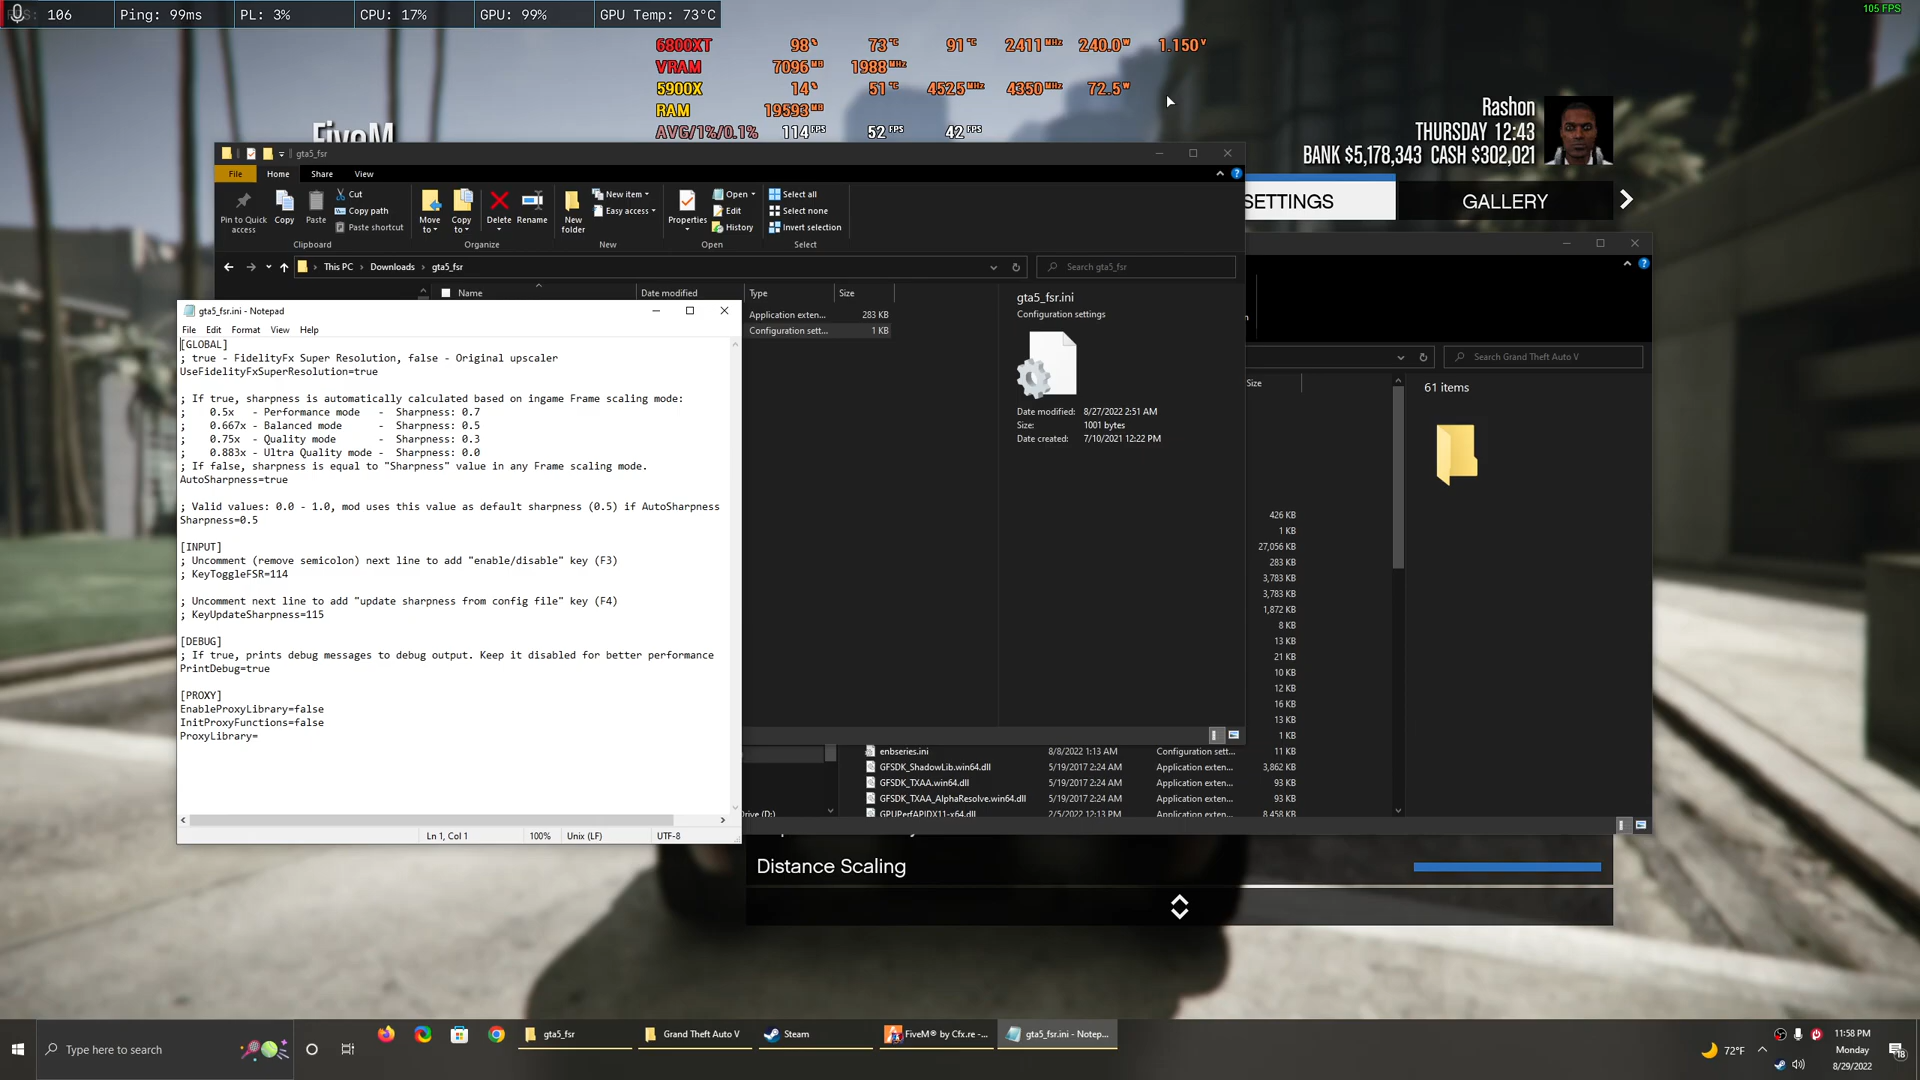 FPS: 106
Ping: 99ms
PL: 3%
CPU: 17%
GPU: 99%
GPU Temp: 73°C
105 FPS
6800XT 98% 73°C 91°C 2411MHz 240.0W 1.150V
VRAM 7096MB 1988MHz
5900X 14% 51°C 4525MHz 4350MHz 72.5W
RAM 19593MB
AVG/1%/0.1% 114FPS 52FPS 42FPS
FiveM
Rashon
THURSDAY 12:43
BANK $5,178,343 CASH $302,021
SETTINGS
GALLERY
gta5_fsr
File
Home
Share
View
Pin to Quick access
Copy
Paste
Cut
Copy path
Paste shortcut
Clipboard
Move to
Copy to
Delete
Rename
Organize
New folder
New item
Easy access
New
Properties
Open
Edit
History
Open
Select all
Select none
Invert selection
Select
This PC
Downloads
gta5_fsr
Search gta5_fsr
Name
Date modified
Type
Size
Application exten...
283 KB
Configuration sett...
1 KB
gta5_fsr.ini
Configuration settings
Date modified: 8/27/2022 2:51 AM
Size: 1001 bytes
Date created: 7/10/2021 12:22 PM
gta5_fsr.ini - Notepad
File
Edit
Format
View
Help
[GLOBAL]
; true - FidelityFx Super Resolution, false - Original upscaler
UseFidelityFxSuperResolution=true
; If true, sharpness is automatically calculated based on ingame Frame scaling mode:
; 0.5x - Performance mode - Sharpness: 0.7
; 0.667x - Balanced mode - Sharpness: 0.5
; 0.75x - Quality mode - Sharpness: 0.3
; 0.883x - Ultra Quality mode - Sharpness: 0.0
; If false, sharpness is equal to "Sharpness" value in any Frame scaling mode.
AutoSharpness=true
; Valid values: 0.0 - 1.0, mod uses this value as default sharpness (0.5) if AutoSharpness
Sharpness=0.5
[INPUT]
; Uncomment (remove semicolon) next line to add "enable/disable" key (F3)
; KeyToggleFSR=114
; Uncomment next line to add "update sharpness from config file" key (F4)
; KeyUpdateSharpness=115
[DEBUG]
; If true, prints debug messages to debug output. Keep it disabled for better performance
PrintDebug=true
[PROXY]
EnableProxyLibrary=false
InitProxyFunctions=false
ProxyLibrary=
Ln 1, Col 1
100%
Unix (LF)
UTF-8
Search Grand Theft Auto V
Size
61 items
426 KB
1 KB
27,056 KB
283 KB
3,783 KB
3,783 KB
1,872 KB
8 KB
13 KB
21 KB
10 KB
12 KB
16 KB
13 KB
1 KB
enbseries.ini 8/8/2022 1:13 AM Configuration sett... 11 KB
GFSDK_ShadowLib.win64.dll 5/19/2017 2:24 AM Application exten... 3,862 KB
GFSDK_TXAA.win64.dll 5/19/2017 2:24 AM Application exten... 93 KB
GFSDK_TXAA_AlphaResolve.win64.dll 5/19/2017 2:24 AM Application exten... 93 KB
GPUPerfAPIDX11-x64.dll 2/5/2022 12:13 PM Application exten... 8,458 KB
Drive (D:)
Distance Scaling
Type here to search
gta5_fsr
Grand Theft Auto V
Steam
FiveM® by Cfx.re -...
gta5_fsr.ini - Notep...
72°F
11:58 PM
Monday
8/29/2022
18